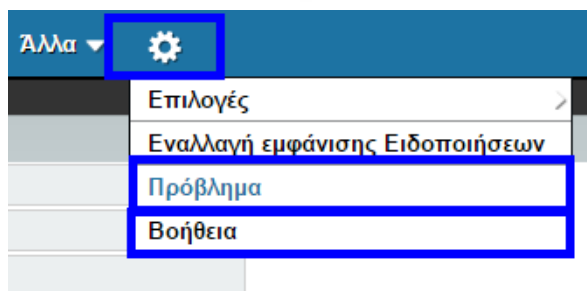 Άλλα
Επιλογές
Εναλλαγή εμφάνισης Ειδοποιήσεων
Πρόβλημα
Βοήθεια